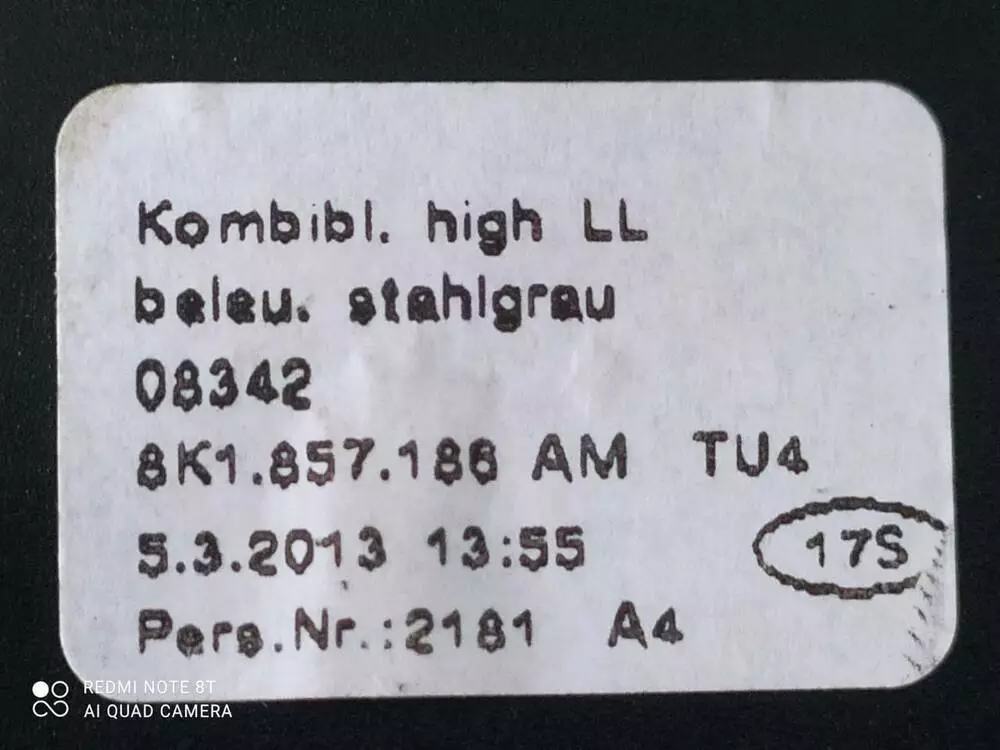 Kombibl. high LL
beleu. stahlgrau
08342
8K1.857.186 AM TU4
5.3.2013 13:55
17S
Pers.Nr.:2181 A4
REDMI NOTE 8T
AI QUAD CAMERA